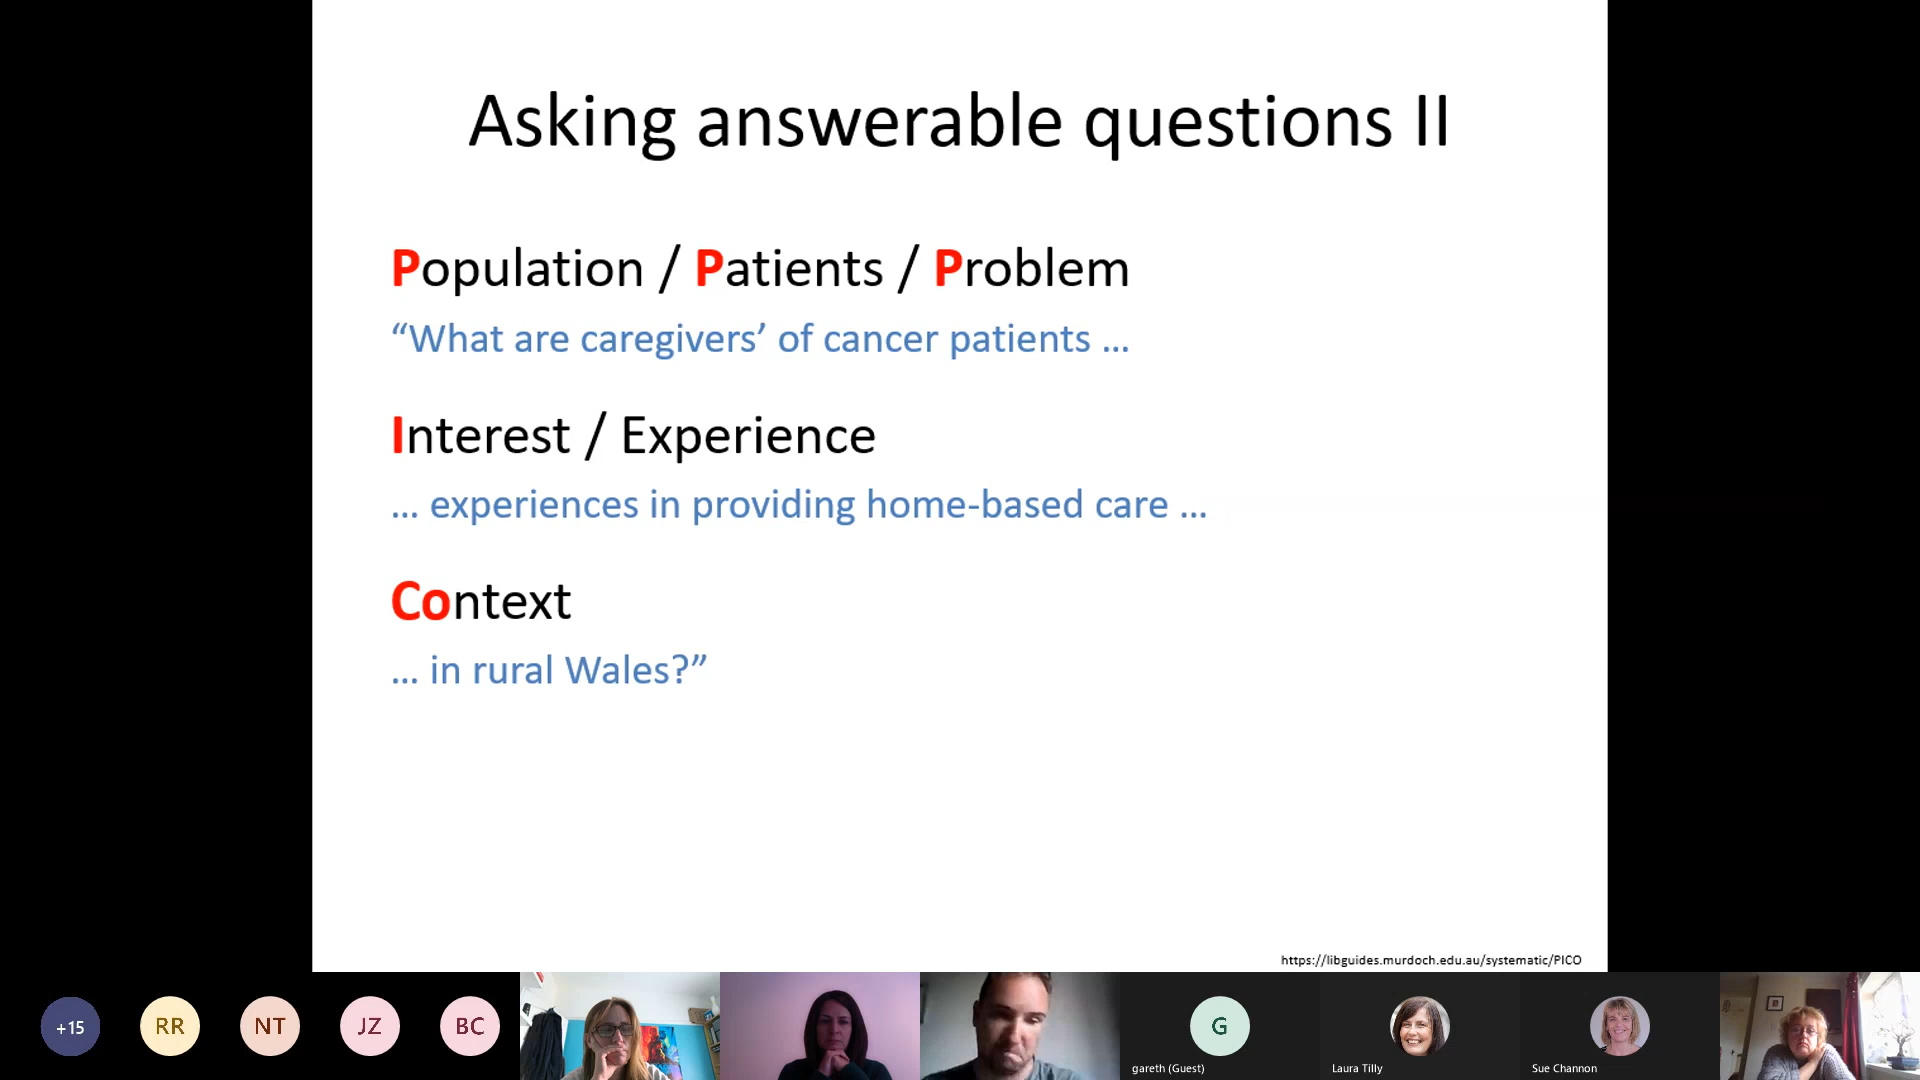 Asking answerable questions II
Population / Patients / Problem
“What are caregivers’ of cancer patients ...
Interest / Experience
... experiences in providing home-based care ...
Context
... in rural Wales?”
https://libguides.murdoch.edu.au/systematic/PICO
+15
RR
NT
JZ
BC
G
gareth (Guest)
Laura Tilly
Sue Channon